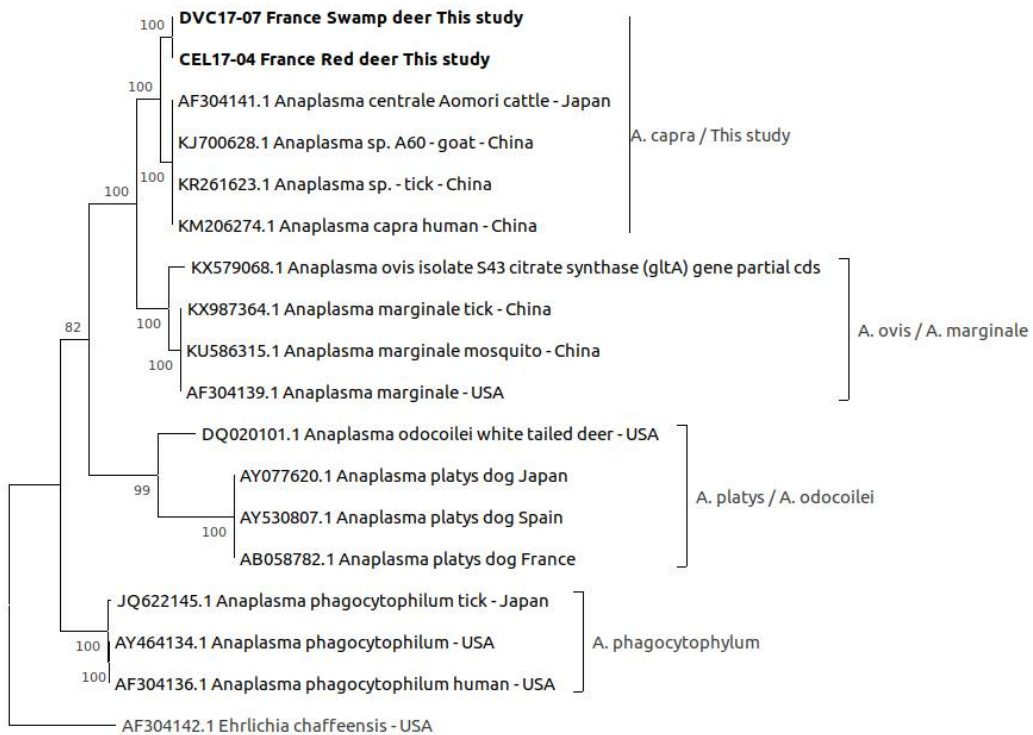 100
DVC17-07 France Swamp deer This study
CEL17-04 France Red deer This study
100
AF304141.1 Anaplasma centrale Aomori cattle - Japan
KJ700628.1 Anaplasma sp. A60 - goat - China
A. capra / This study
100
100
KR261623.1 Anaplasma sp. - tick - China
KM206274.1 Anaplasma capra human - China
KX579068.1 Anaplasma ovis isolate S43 citrate synthase (gltA) gene partial cds
KX987364.1 Anaplasma marginale tick - China
82
100
A. ovis / A. marginale
KU586315.1 Anaplasma marginale mosquito - China
100
AF304139.1 Anaplasma marginale - USA
DQ020101.1 Anaplasma odocoilei white tailed deer - USA
AY077620.1 Anaplasma platys dog Japan
99
A. platys / A. odocoilei
AY530807.1 Anaplasma platys dog Spain
100
AB058782.1 Anaplasma platys dog France
JQ622145.1 Anaplasma phagocytophilum tick - Japan
100
AY464134.1 Anaplasma phagocytophilum - USA
A. phagocytophylum
100
AF304136.1 Anaplasma phagocytophilum human - USA
AF304142.1 Ehrlichia chaffeensis - USA